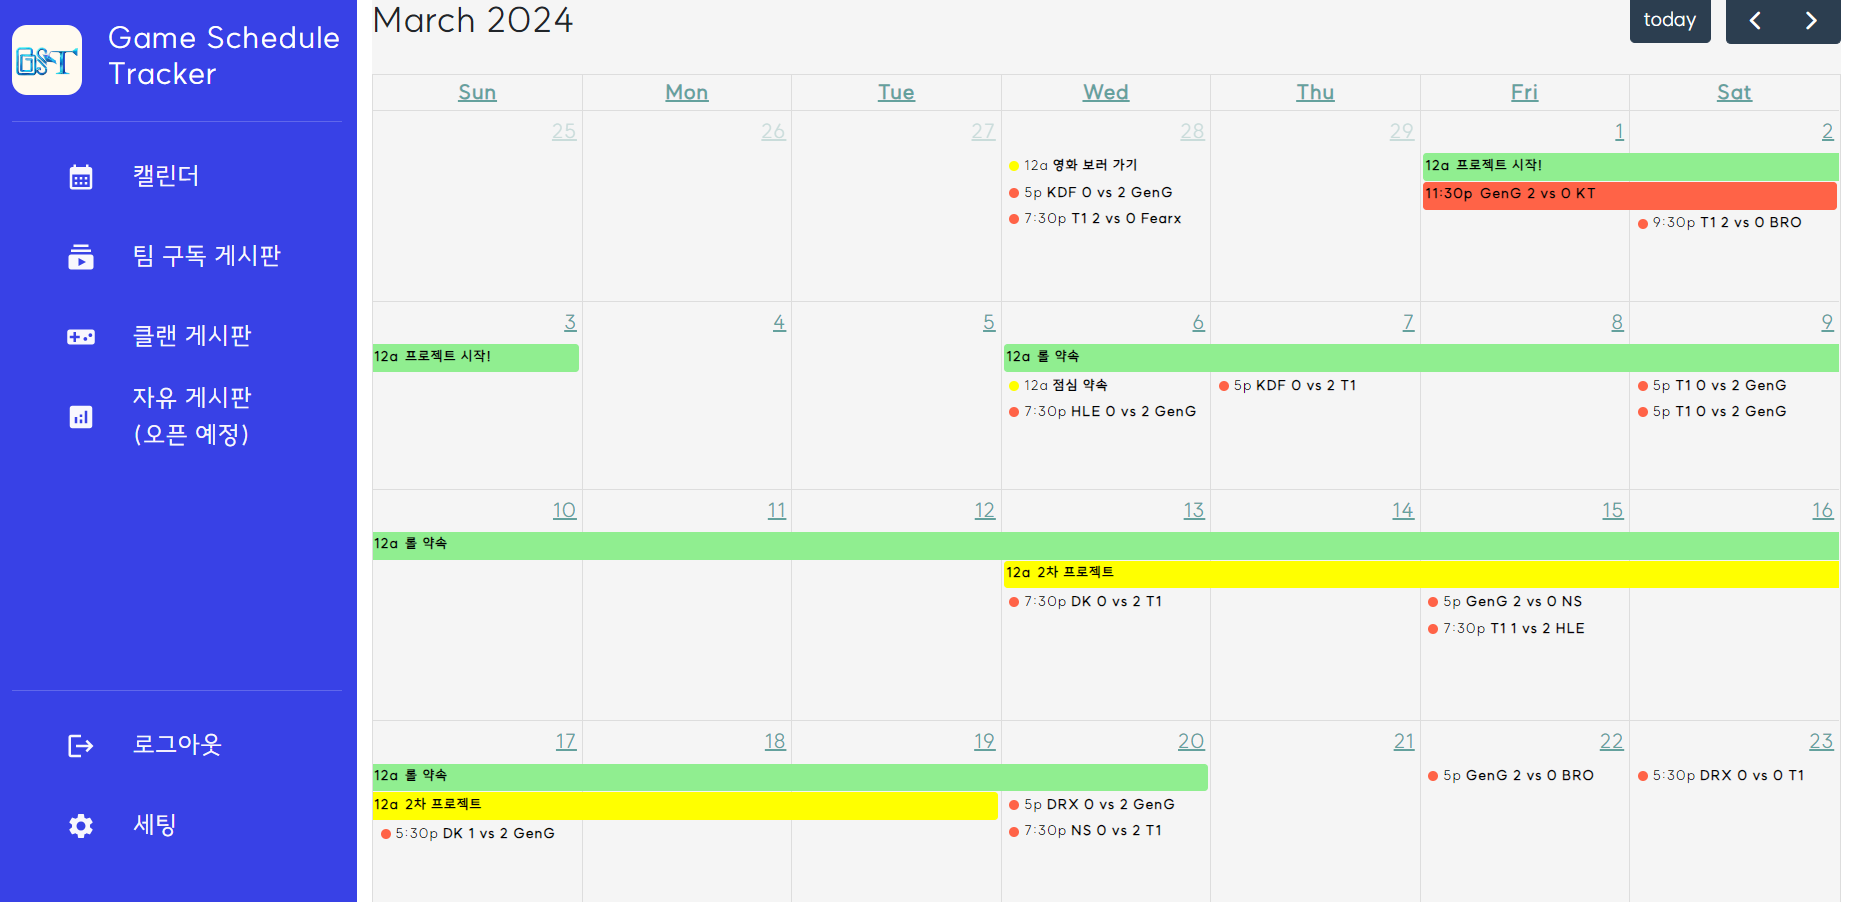 GST
Game Schedule
Tracker
캘린더
팀 구독 게시판
클랜 게시판
자유 게시판
(오픈 예정)
로그아웃
세팅
March 2024
today
Sun Mon Tue Wed Thu Fri Sat
25 26 27 28 29 1 2
12a 영화 보러 가기
5p KDF 0 vs 2 GenG
7:30p T1 2 vs 0 Fearx
12a 프로젝트 시작!
11:30p GenG 2 vs 0 KT
9:30p T1 2 vs 0 BRO
3 4 5 6 7 8 9
12a 프로젝트 시작!
12a 롤 약속
12a 점심 약속
7:30p HLE 0 vs 2 GenG
5p KDF 0 vs 2 T1
5p T1 0 vs 2 GenG
5p T1 0 vs 2 GenG
10 11 12 13 14 15 16
12a 롤 약속
12a 2차 프로젝트
7:30p DK 0 vs 2 T1
5p GenG 2 vs 0 NS
7:30p T1 1 vs 2 HLE
17 18 19 20 21 22 23
12a 롤 약속
12a 2차 프로젝트
5:30p DK 1 vs 2 GenG
5p DRX 0 vs 2 GenG
7:30p NS 0 vs 2 T1
5p GenG 2 vs 0 BRO
5:30p DRX 0 vs 0 T1